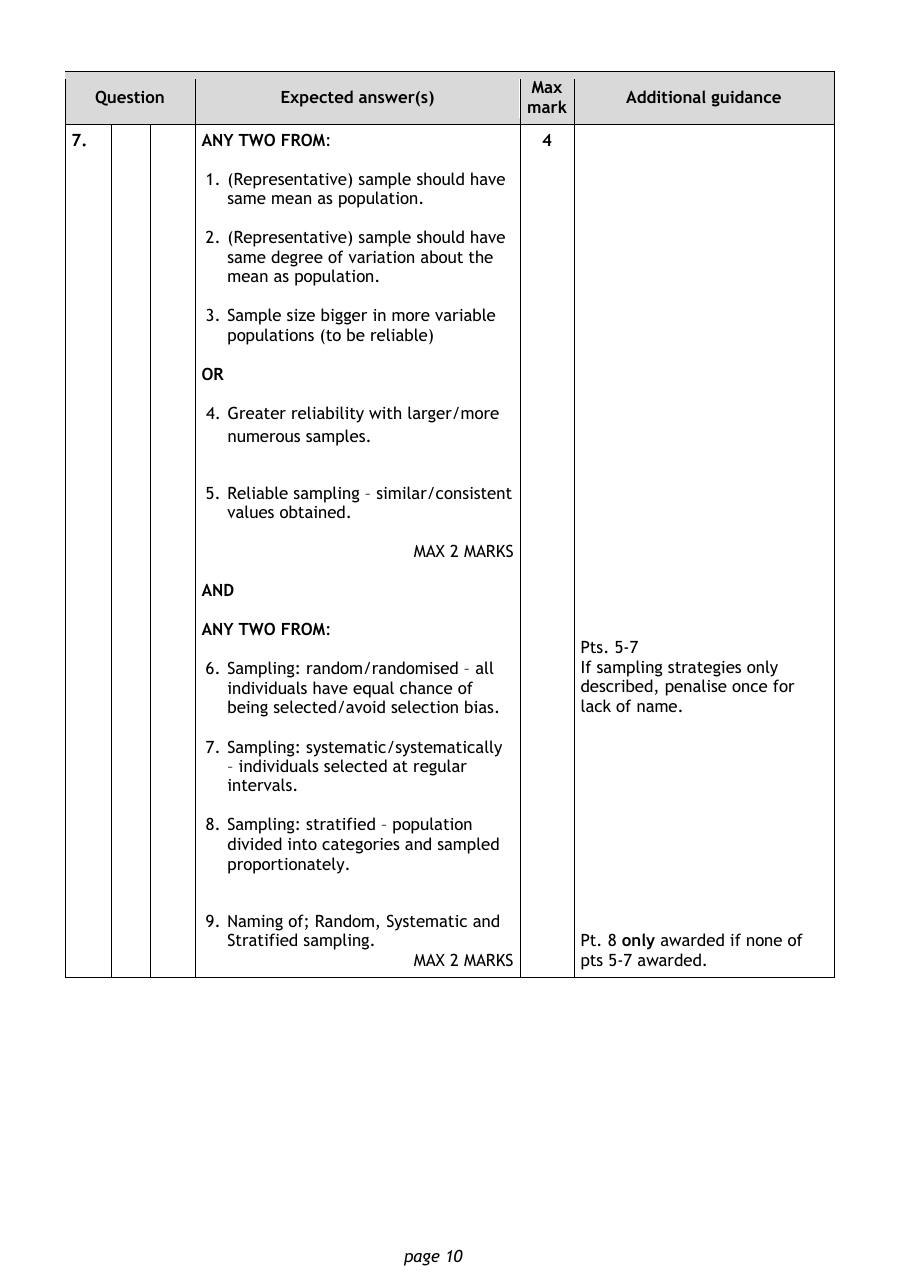 Question Expected answer(s) Max mark Additional guidance
7. ANY TWO FROM: 4
1. (Representative) sample should have
same mean as population.
2. (Representative) sample should have
same degree of variation about the
mean as population.
3. Sample size bigger in more variable
populations (to be reliable)
OR
4. Greater reliability with larger/more
numerous samples.
5. Reliable sampling – similar/consistent
values obtained.
MAX 2 MARKS
AND
ANY TWO FROM:
6. Sampling: random/randomised – all
individuals have equal chance of
being selected/avoid selection bias.
Pts. 5-7
If sampling strategies only
described, penalise once for
lack of name.
7. Sampling: systematic/systematically
– individuals selected at regular
intervals.
8. Sampling: stratified – population
divided into categories and sampled
proportionately.
9. Naming of; Random, Systematic and
Stratified sampling.
MAX 2 MARKS
Pt. 8 only awarded if none of
pts 5-7 awarded.
page 10